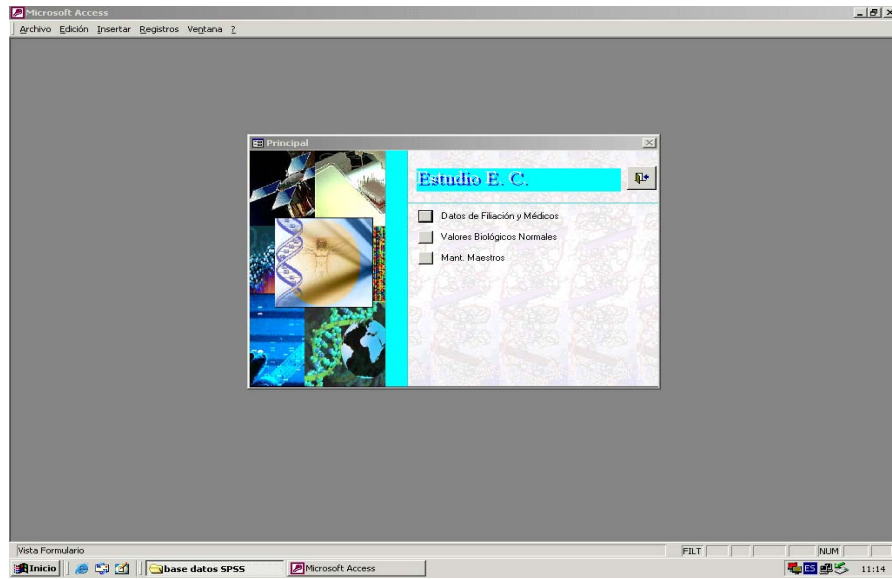 Microsoft Access
Archivo Edición Insertar Registros Ventana ?
Principal
Estudio E. C.
Datos de Filiación y Médicos
Valores Biológicos Normales
Mant. Maestros
Vista Formulario
FILT
NUM
Inicio
base datos SPSS
Microsoft Access
ES
11:14